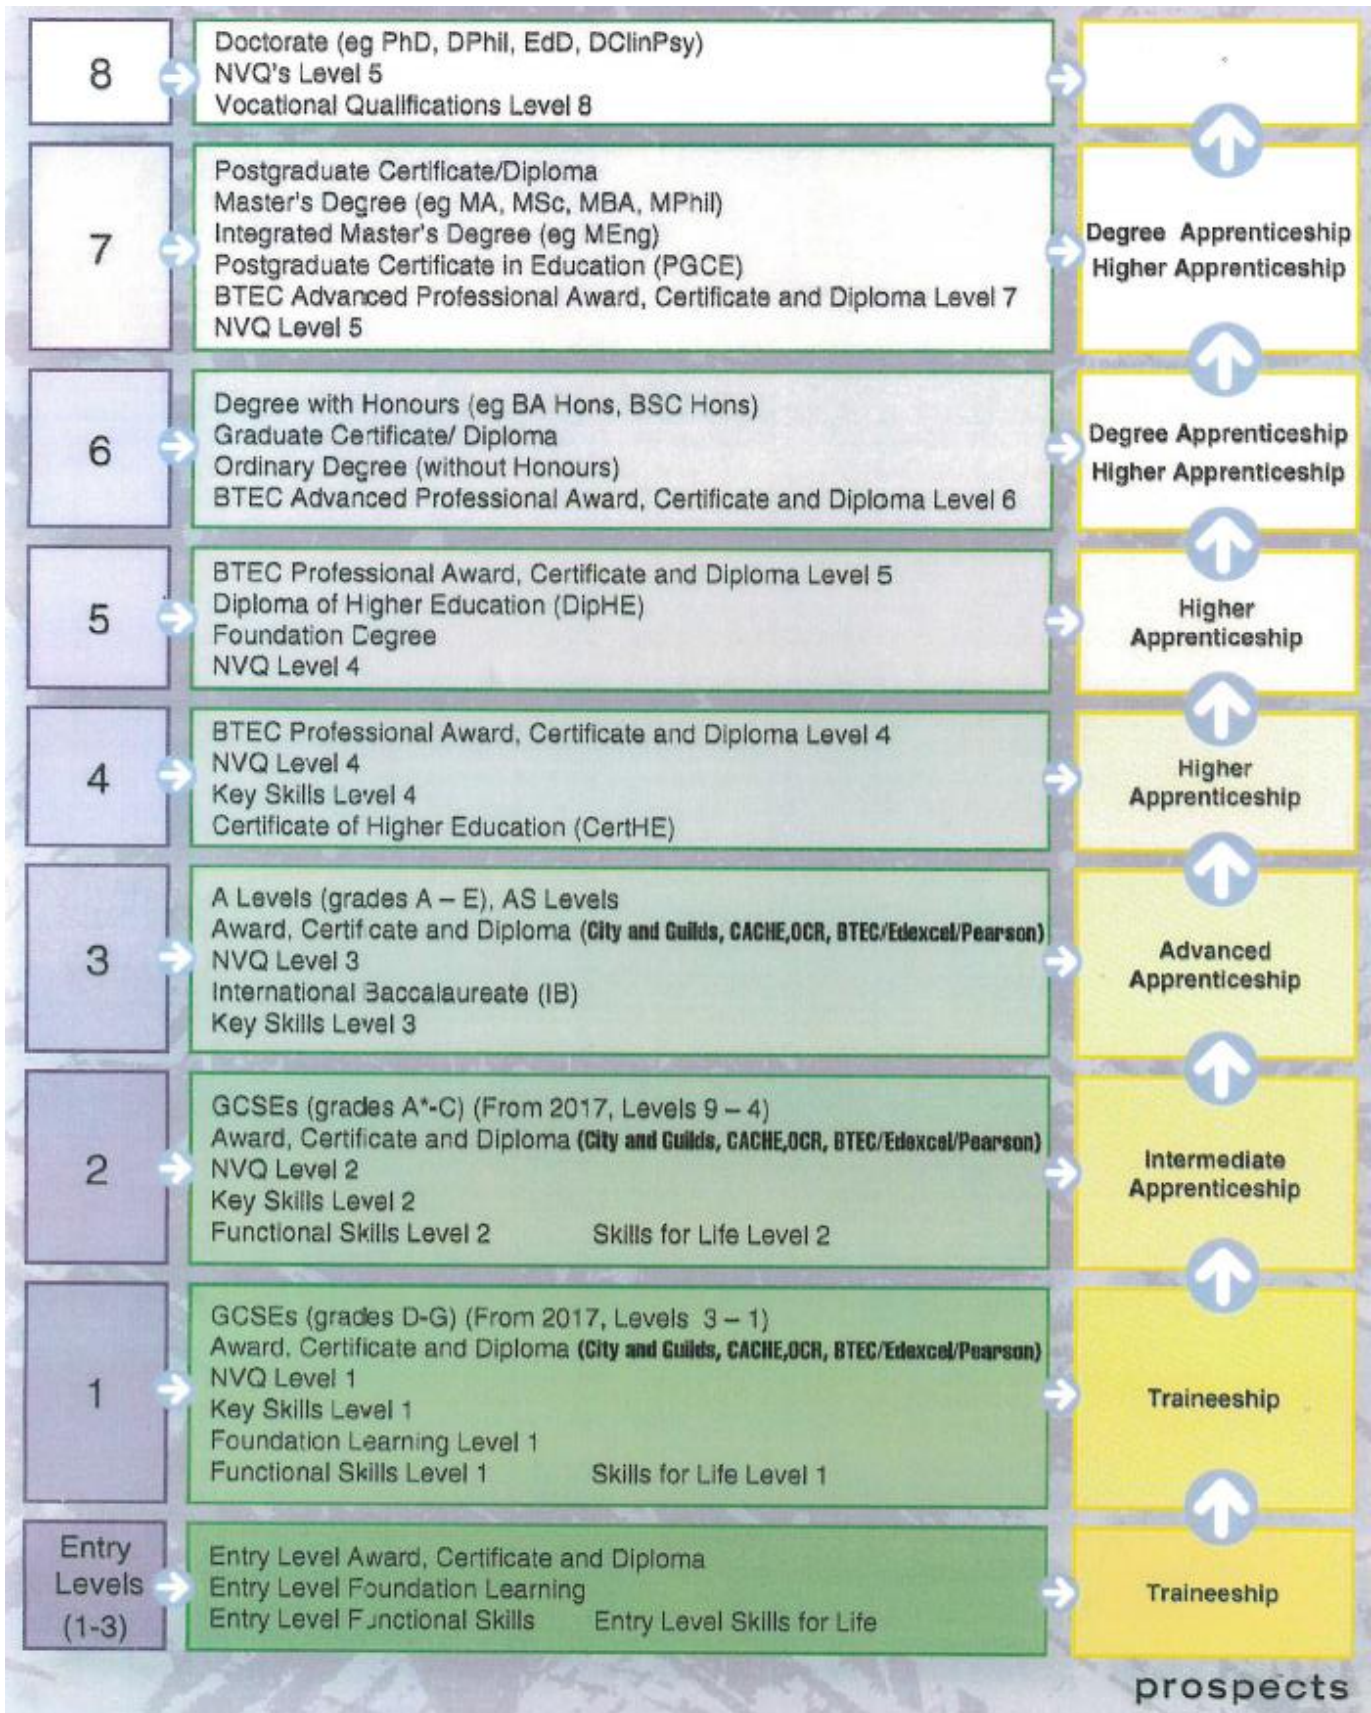 8
Doctorate (eg PhD, DPhil, EdD, DClinPsy)
NVQ's Level 5
Vocational Qualifications Level 8
7
Postgraduate Certificate/Diploma
Master's Degree (eg MA, MSc, MBA, MPhil)
Integrated Master's Degree (eg MEng)
Postgraduate Certificate in Education (PGCE)
BTEC Advanced Professional Award, Certificate and Diploma Level 7
NVQ Level 5
Degree Apprenticeship
Higher Apprenticeship
6
Degree with Honours (eg BA Hons, BSC Hons)
Graduate Certificate/ Diploma
Ordinary Degree (without Honours)
BTEC Advanced Professional Award, Certificate and Diploma Level 6
Degree Apprenticeship
Higher Apprenticeship
5
BTEC Professional Award, Certificate and Diploma Level 5
Diploma of Higher Education (DipHE)
Foundation Degree
NVQ Level 4
Higher
Apprenticeship
4
BTEC Professional Award, Certificate and Diploma Level 4
NVQ Level 4
Key Skills Level 4
Certificate of Higher Education (CertHE)
Higher
Apprenticeship
3
A Levels (grades A – E), AS Levels
Award, Certificate and Diploma (City and Guilds, CACHE,OCR, BTEC/Edexcel/Pearson)
NVQ Level 3
International Baccalaureate (IB)
Key Skills Level 3
Advanced
Apprenticeship
2
GCSEs (grades A*-C) (From 2017, Levels 9 – 4)
Award, Certificate and Diploma (City and Guilds, CACHE,OCR, BTEC/Edexcel/Pearson)
NVQ Level 2
Key Skills Level 2
Functional Skills Level 2 Skills for Life Level 2
Intermediate
Apprenticeship
1
GCSEs (grades D-G) (From 2017, Levels 3 – 1)
Award, Certificate and Diploma (City and Guilds, CACHE,OCR, BTEC/Edexcel/Pearson)
NVQ Level 1
Key Skills Level 1
Foundation Learning Level 1
Functional Skills Level 1 Skills for Life Level 1
Traineeship
Entry
Levels
(1-3)
Entry Level Award, Certificate and Diploma
Entry Level Foundation Learning
Entry Level Functional Skills Entry Level Skills for Life
Traineeship
prospects